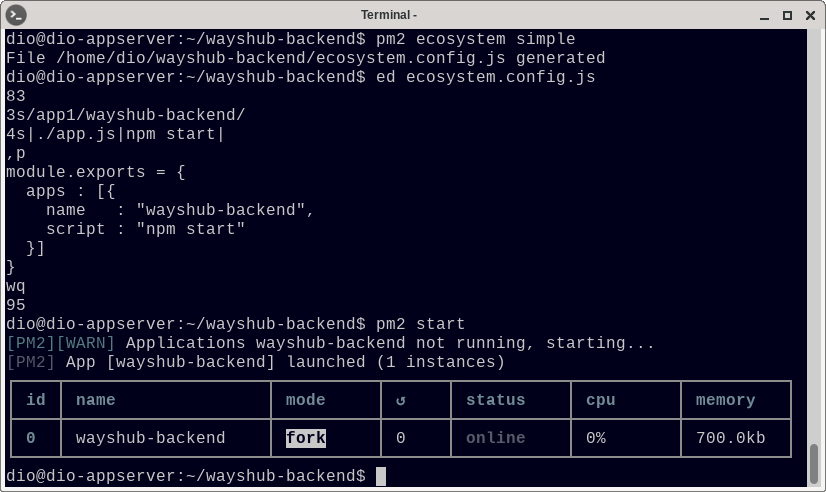 Terminal -
dio@dio-appserver:~/wayshub-backend$ pm2 ecosystem simple
File /home/dio/wayshub-backend/ecosystem.config.js generated
dio@dio-appserver:~/wayshub-backend$ ed ecosystem.config.js
83
3s/app1/wayshub-backend/
4s|./app.js|npm start|
,p
module.exports = {
  apps : [{
    name   : "wayshub-backend",
    script : "npm start"
  }]
}
wq
95
dio@dio-appserver:~/wayshub-backend$ pm2 start
[PM2][WARN] Applications wayshub-backend not running, starting...
[PM2] App [wayshub-backend] launched (1 instances)
id name mode ↺ status cpu memory
0 wayshub-backend fork 0 online 0% 700.0kb
dio@dio-appserver:~/wayshub-backend$